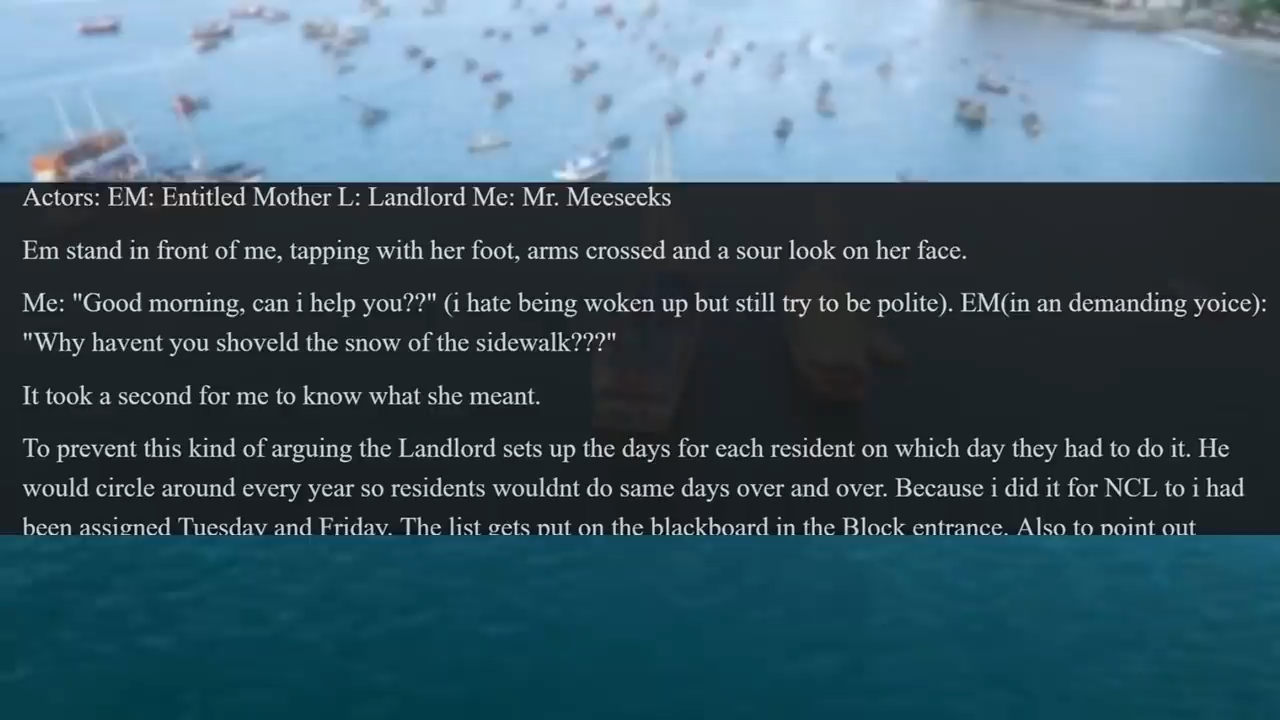 Actors: EM: Entitled Mother L: Landlord Me: Mr. Meeseeks
Em stand in front of me, tapping with her foot, arms crossed and a sour look on her face.
Me: "Good morning, can i help you??" (i hate being woken up but still try to be polite). EM(in an demanding yoice):
"Why havent you shoveld the snow of the sidewalk???"
It took a second for me to know what she meant.
To prevent this kind of arguing the Landlord sets up the days for each resident on which day they had to do it. He
would circle around every year so residents wouldnt do same days over and over. Because i did it for NCL to i had
been assigned Tuesday and Friday. The list gets put on the blackboard in the Block entrance. Also to point out